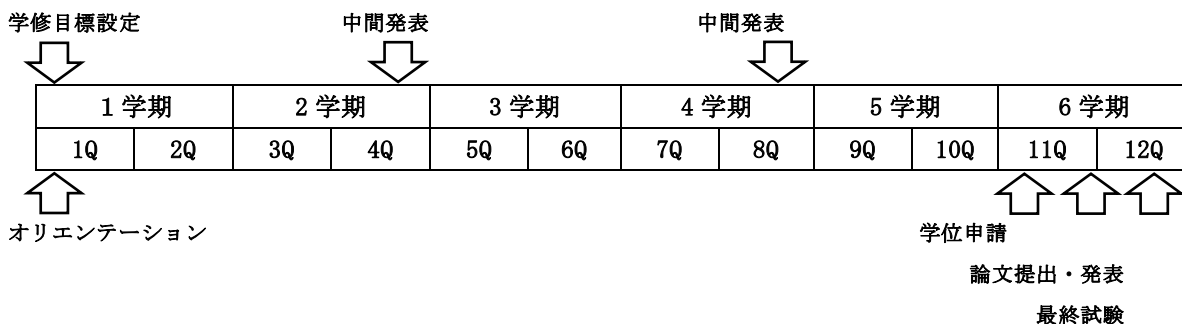 学修目標設定 中間発表 中間発表
1学期 2学期 3学期 4学期 5学期 6学期
1Q 2Q 3Q 4Q 5Q 6Q 7Q 8Q 9Q 10Q 11Q 12Q
オリエンテーション 学位申請
論文提出・発表
最終試験